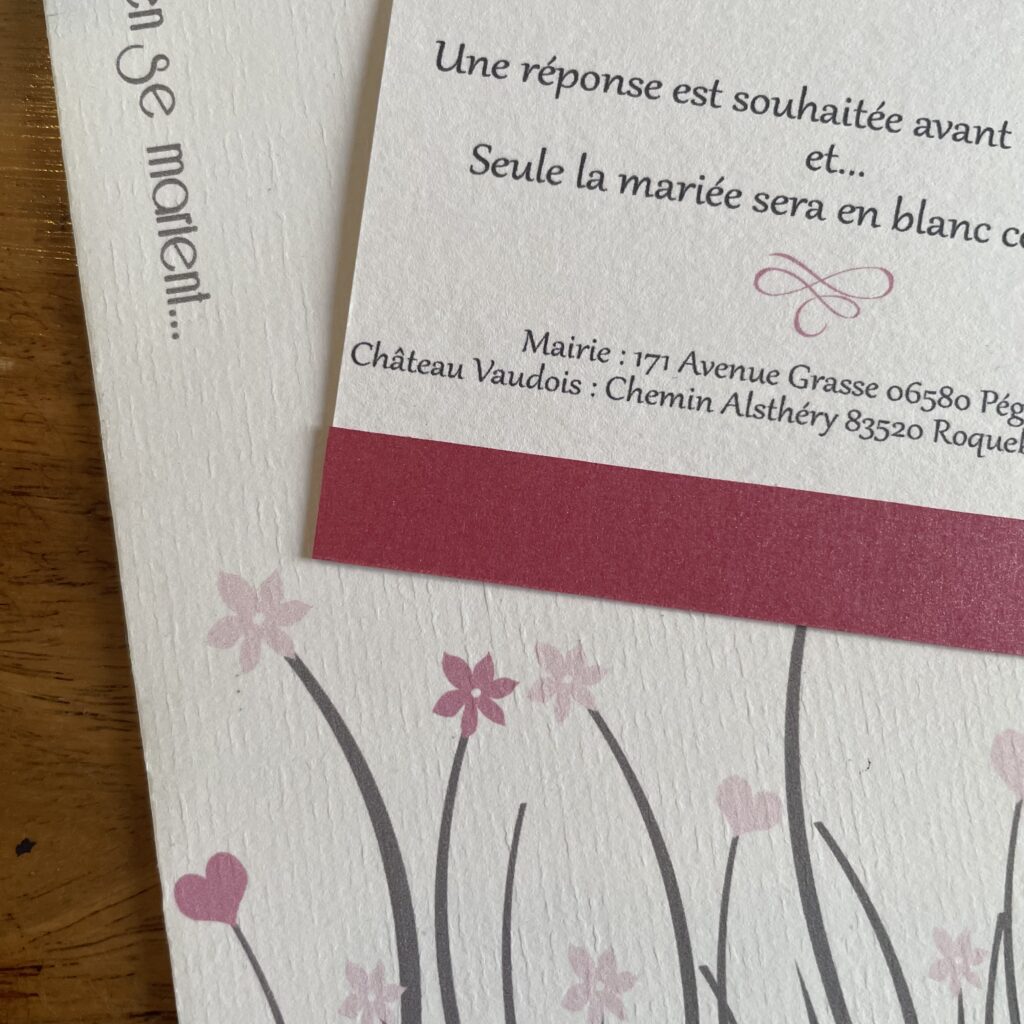 en se marient...
Une réponse est souhaitée avant
et...
Seule la mariée sera en blanc
Mairie : 171 Avenue Grasse 06580
Château Vaudois : Chemin Alsthéry 83520